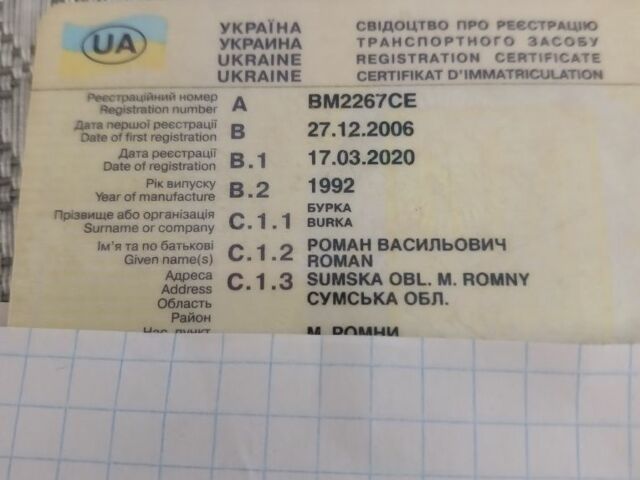 UA
УКРАЇНА
УКРАИНА
UKRAINE
UKRAINE
СВІДОЦТВО ПРО РЕЄСТРАЦІЮ
ТРАНСПОРТНОГО ЗАСОБУ
REGISTRATION CERTIFICATE
CERTIFICAT D'IMMATRICULATION
Реєстраційний номер
Registration number A BM2267CE
Дата першої реєстрації
Date of first registration B 27.12.2006
Дата реєстрації
Date of registration B.1 17.03.2020
Рік випуску
Year of manufacture B.2 1992
Прізвище або організація БУРКА
Surname or company C.1.1 BURKA
Ім'я та по батькові РОМАН ВАСИЛЬОВИЧ
Given name(s) C.1.2 ROMAN
Адреса C.1.3 SUMSKA OBL. M. ROMNY
Address
Область СУМСЬКА ОБЛ.
Район
Нас. пункт М. РОМНИ